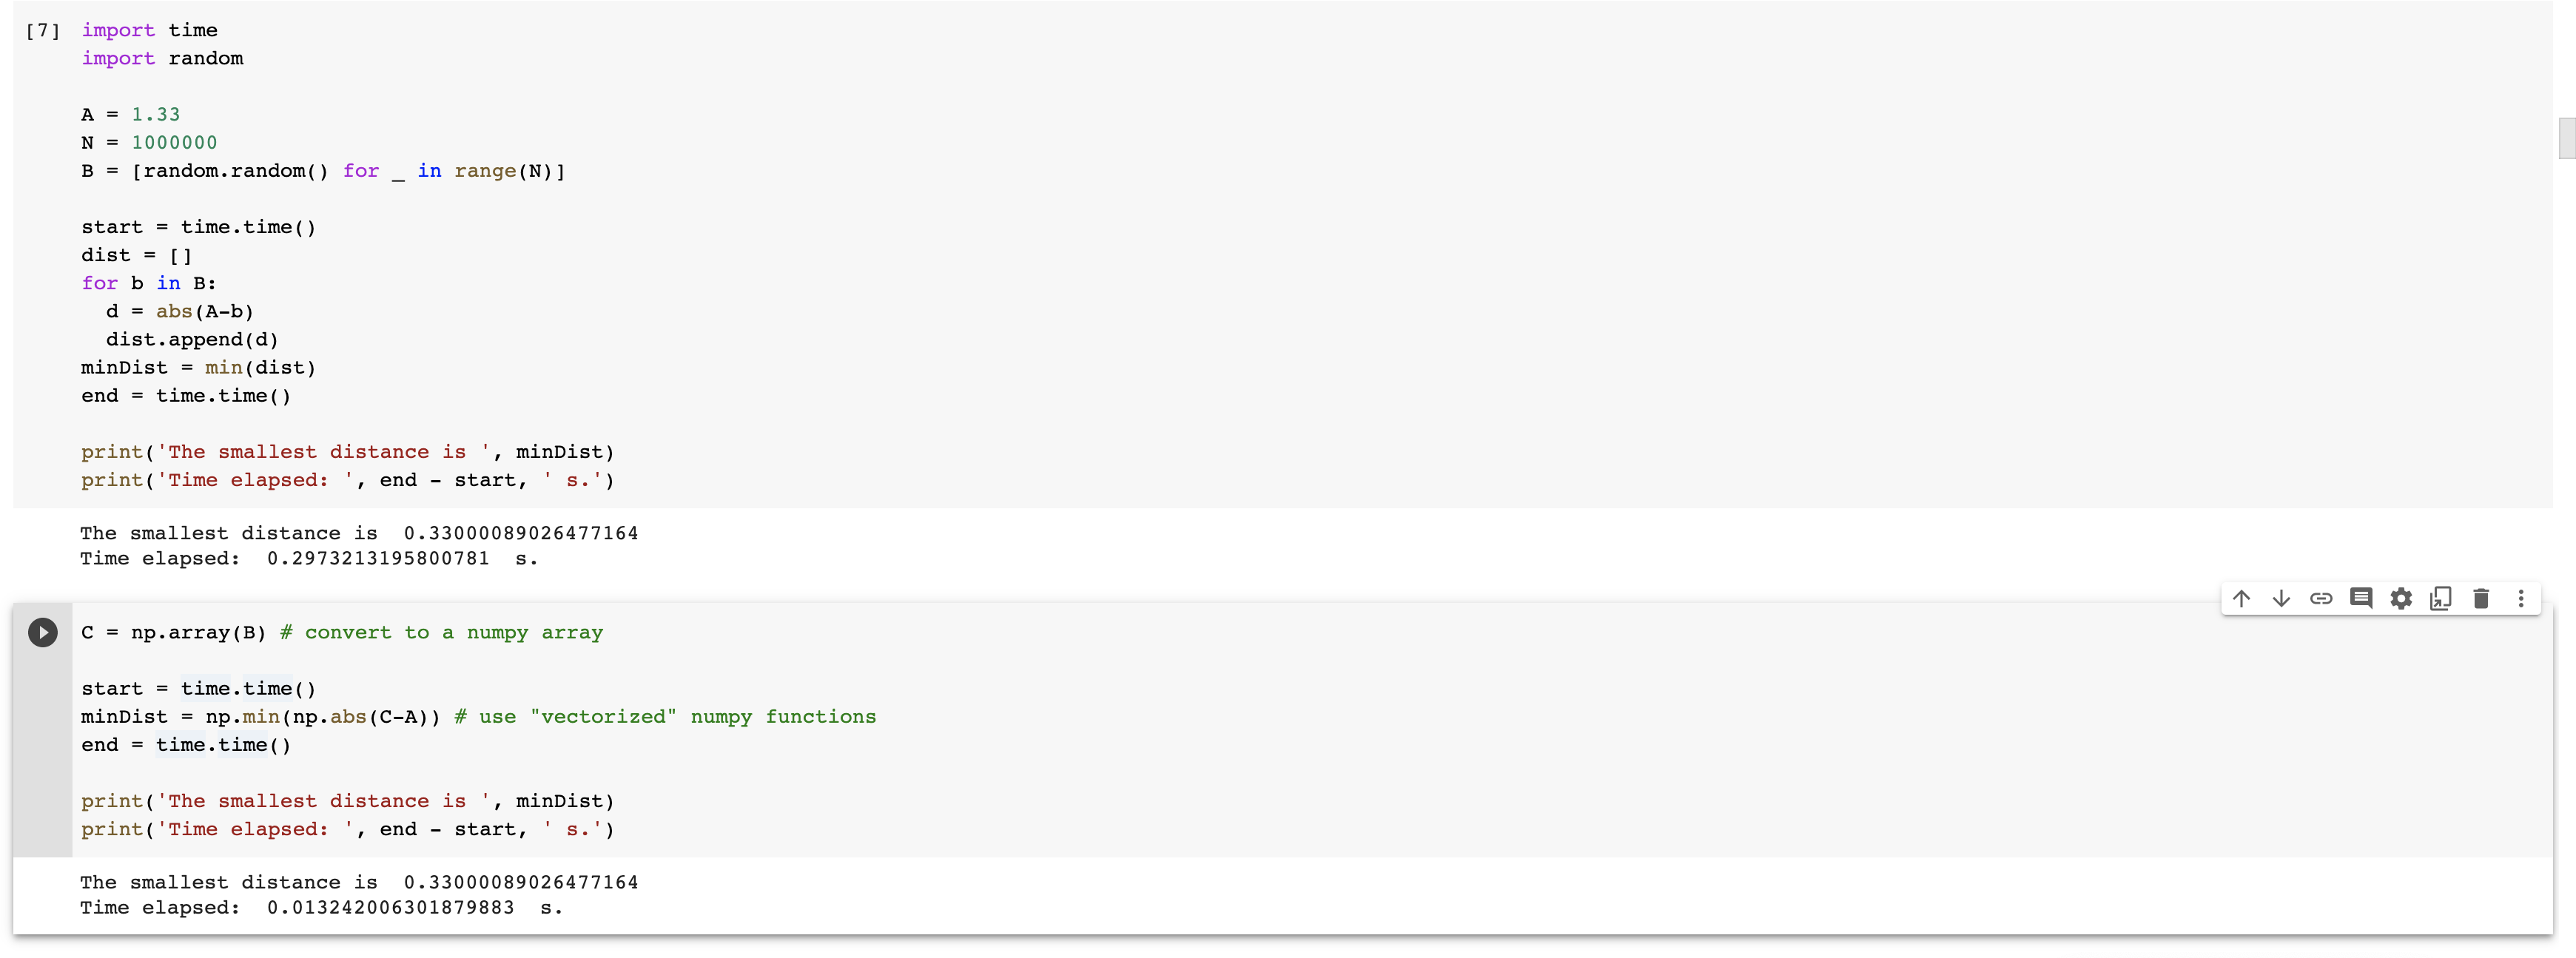 [7] import time
import random
A = 1.33
N = 1000000
B = [random.random() for _ in range(N)]
start = time.time()
dist = []
for b in B:
  d = abs(A-b)
  dist.append(d)
minDist = min(dist)
end = time.time()
print('The smallest distance is ', minDist)
print('Time elapsed: ', end - start, ' s.')
The smallest distance is  0.33000089026477164
Time elapsed:  0.2973213195800781  s.
C = np.array(B) # convert to a numpy array
start = time.time()
minDist = np.min(np.abs(C-A)) # use "vectorized" numpy functions
end = time.time()
print('The smallest distance is ', minDist)
print('Time elapsed: ', end - start, ' s.')
The smallest distance is  0.33000089026477164
Time elapsed:  0.013242006301879883  s.